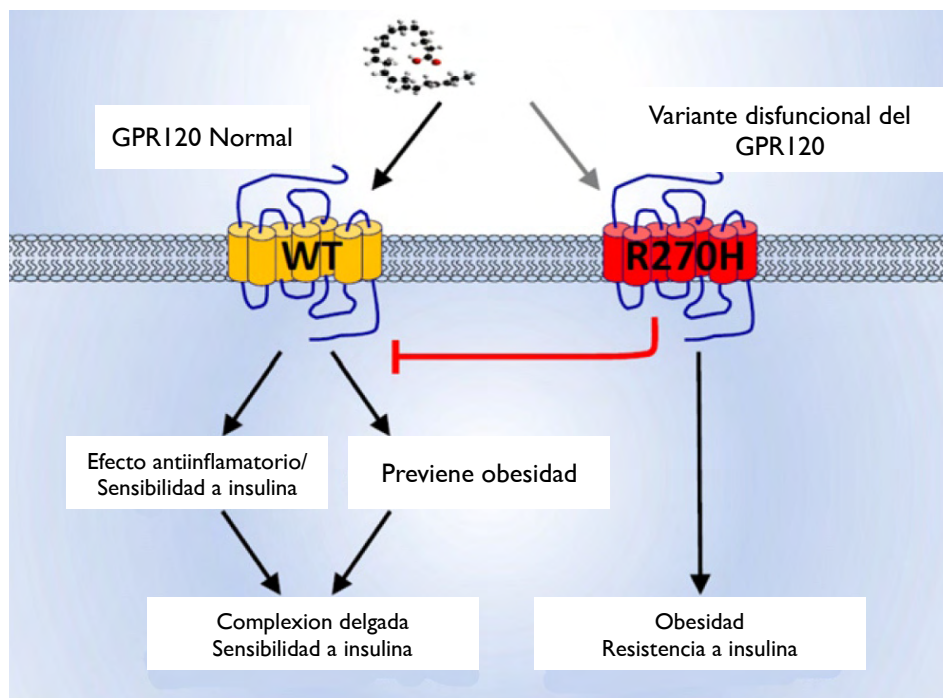 GPR120 Normal
Variante disfuncional del
GPR120
WT
R270H
Efecto antiinflamatorio/
Sensibilidad a insulina
Previene obesidad
Complexion delgada
Sensibilidad a insulina
Obesidad
Resistencia a insulina